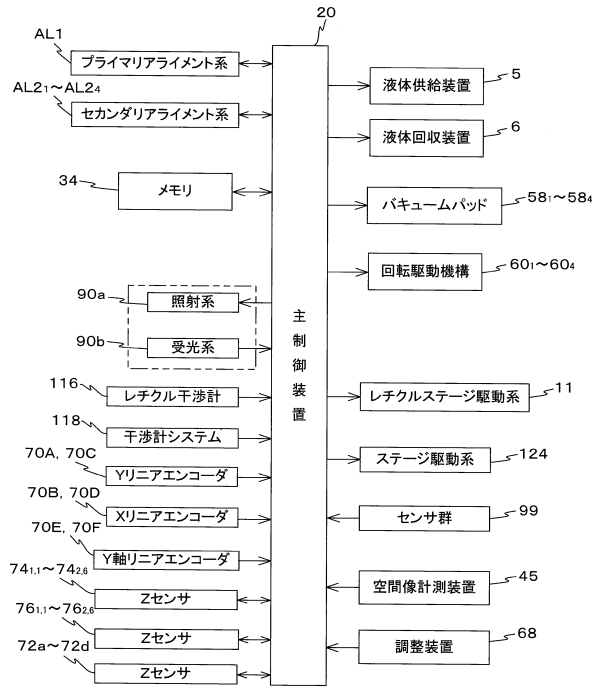 20
AL1
プライマリアライメント系
AL21～AL24
セカンダリアライメント系
34
メモリ
90a
照射系
90b
受光系
116
レチクル干渉計
118
干渉計システム
70A, 70C
Yリニアエンコーダ
70B, 70D
Xリニアエンコーダ
70E, 70F
Y軸リニアエンコーダ
741,1～742,6
Zセンサ
761,1～762,6
Zセンサ
72a～72d
Zセンサ
主制御装置
液体供給装置
5
液体回収装置
6
バキュームパッド
581～584
回転駆動機構
601～604
レチクルステージ駆動系
11
ステージ駆動系
124
センサ群
99
空間像計測装置
45
調整装置
68